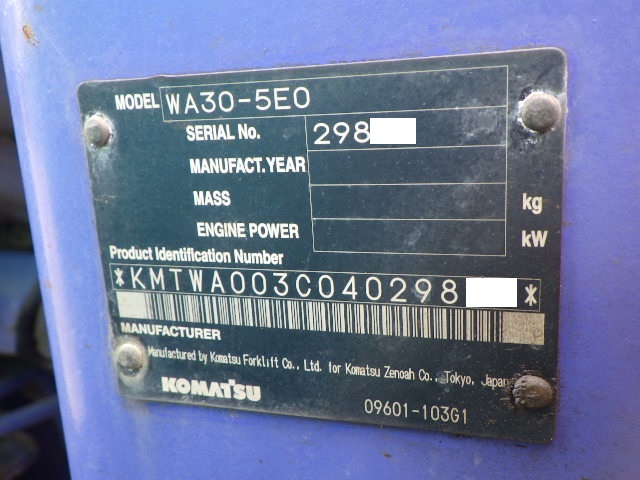 MODEL WA30-5E0
SERIAL No. 298
MANUFACT. YEAR
MASS kg
ENGINE POWER kW
Product Identification Number
*KMTWA003C040298 *
MANUFACTURER
Manufactured by Komatsu Forklift Co., Ltd. for Komatsu Zenoah Co., Tokyo, Japan
KOMATSU
09601-103G1